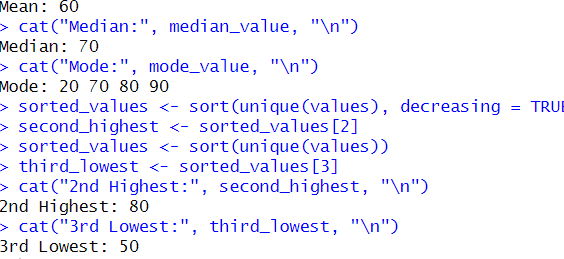 Mean: 60
> cat("Median:", median_value, "\n")
Median: 70
> cat("Mode:", mode_value, "\n")
Mode: 20 70 80 90
> sorted_values <- sort(unique(values), decreasing = TRUE
> second_highest <- sorted_values[2]
> sorted_values <- sort(unique(values))
> third_lowest <- sorted_values[3]
> cat("2nd Highest:", second_highest, "\n")
2nd Highest: 80
> cat("3rd Lowest:", third_lowest, "\n")
3rd Lowest: 50